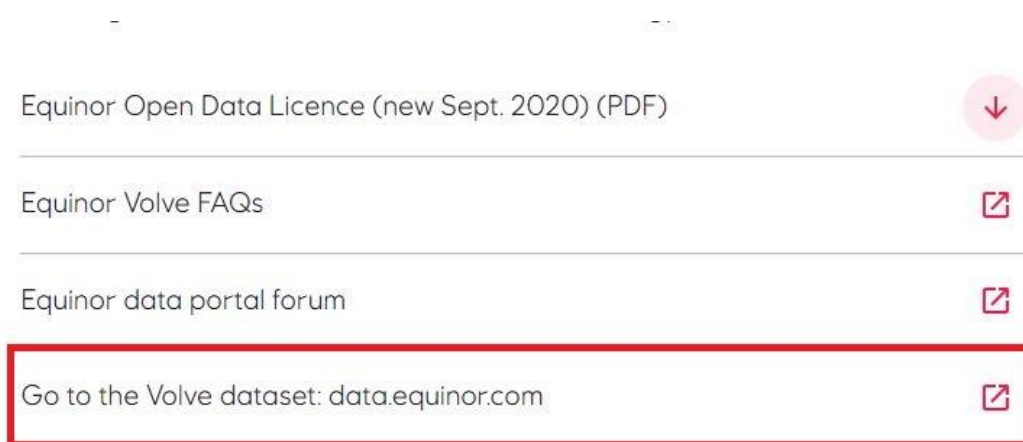 Equinor Open Data Licence (new Sept. 2020) (PDF)
Equinor Volve FAQs
Equinor data portal forum
Go to the Volve dataset: data.equinor.com